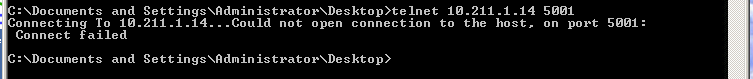 C:\Documents and Settings\Administrator\Desktop>telnet 10.211.1.14 5001
Connecting To 10.211.1.14...Could not open connection to the host, on port 5001:
 Connect failed
C:\Documents and Settings\Administrator\Desktop>